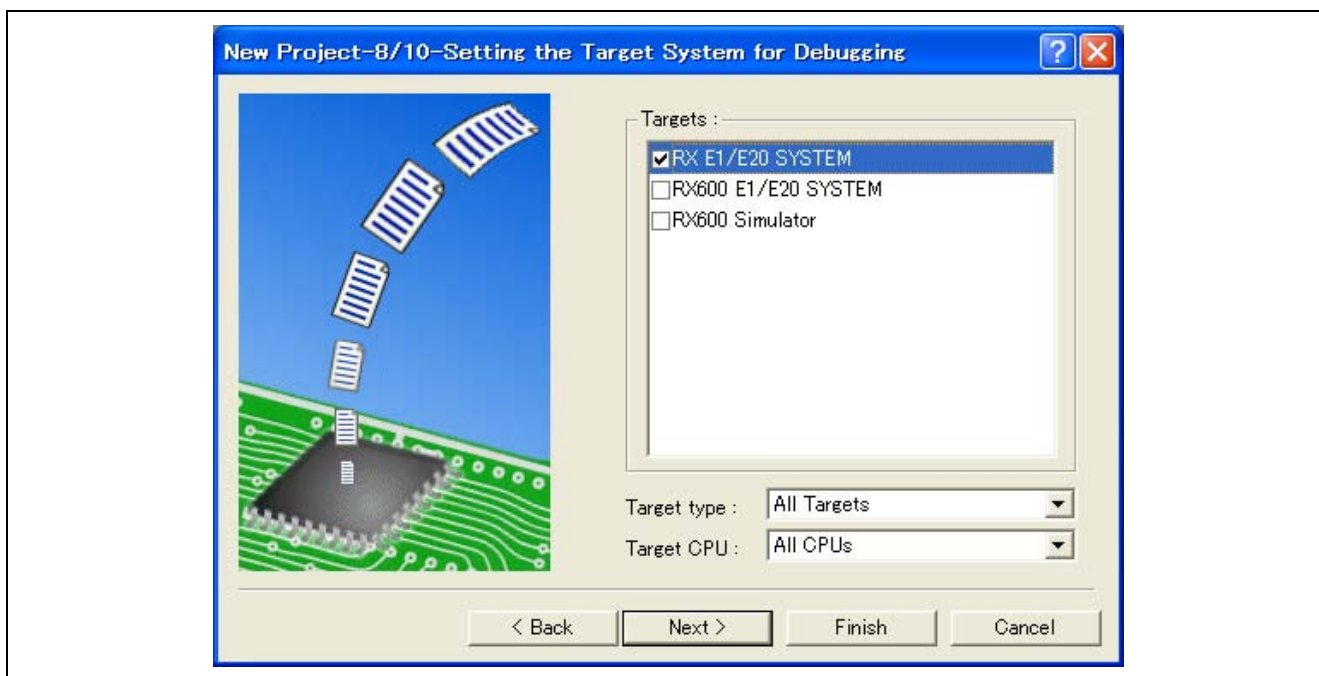 New Project-8/10-Setting the Target System for Debugging
Targets :
RX E1/E20 SYSTEM
RX600 E1/E20 SYSTEM
RX600 Simulator
Target type : All Targets
Target CPU : All CPUs
< Back Next > Finish Cancel